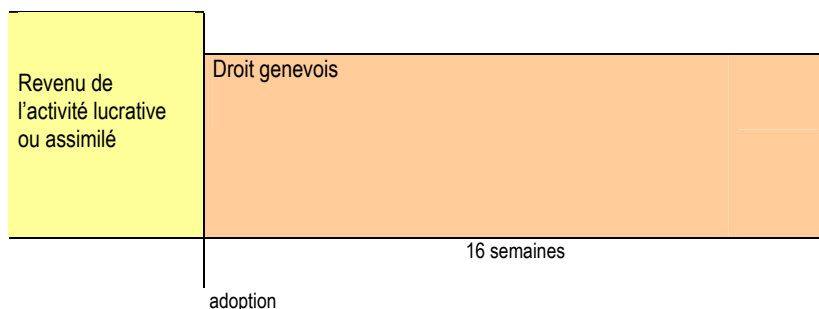 Revenu de
l’activité lucrative
ou assimilé
Droit genevois
16 semaines
adoption